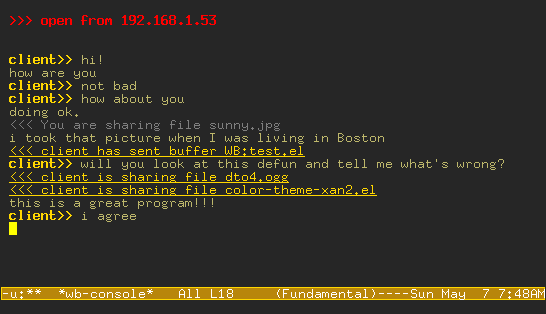 >>> open from 192.168.1.53
client>> hi!
how are you
client>> not bad
client>> how about you
doing ok.
<<< You are sharing file sunny.jpg
i took that picture when I was living in Boston
<<< client has sent buffer WB:test.el
client>> will you look at this defun and tell me what's wrong?
<<< client is sharing file dto4.ogg
<<< client is sharing file color-theme-xan2.el
this is a great program!!!
client>> i agree
-u:** *wb-console* All L18 (Fundamental)----Sun May 7 7:48AM